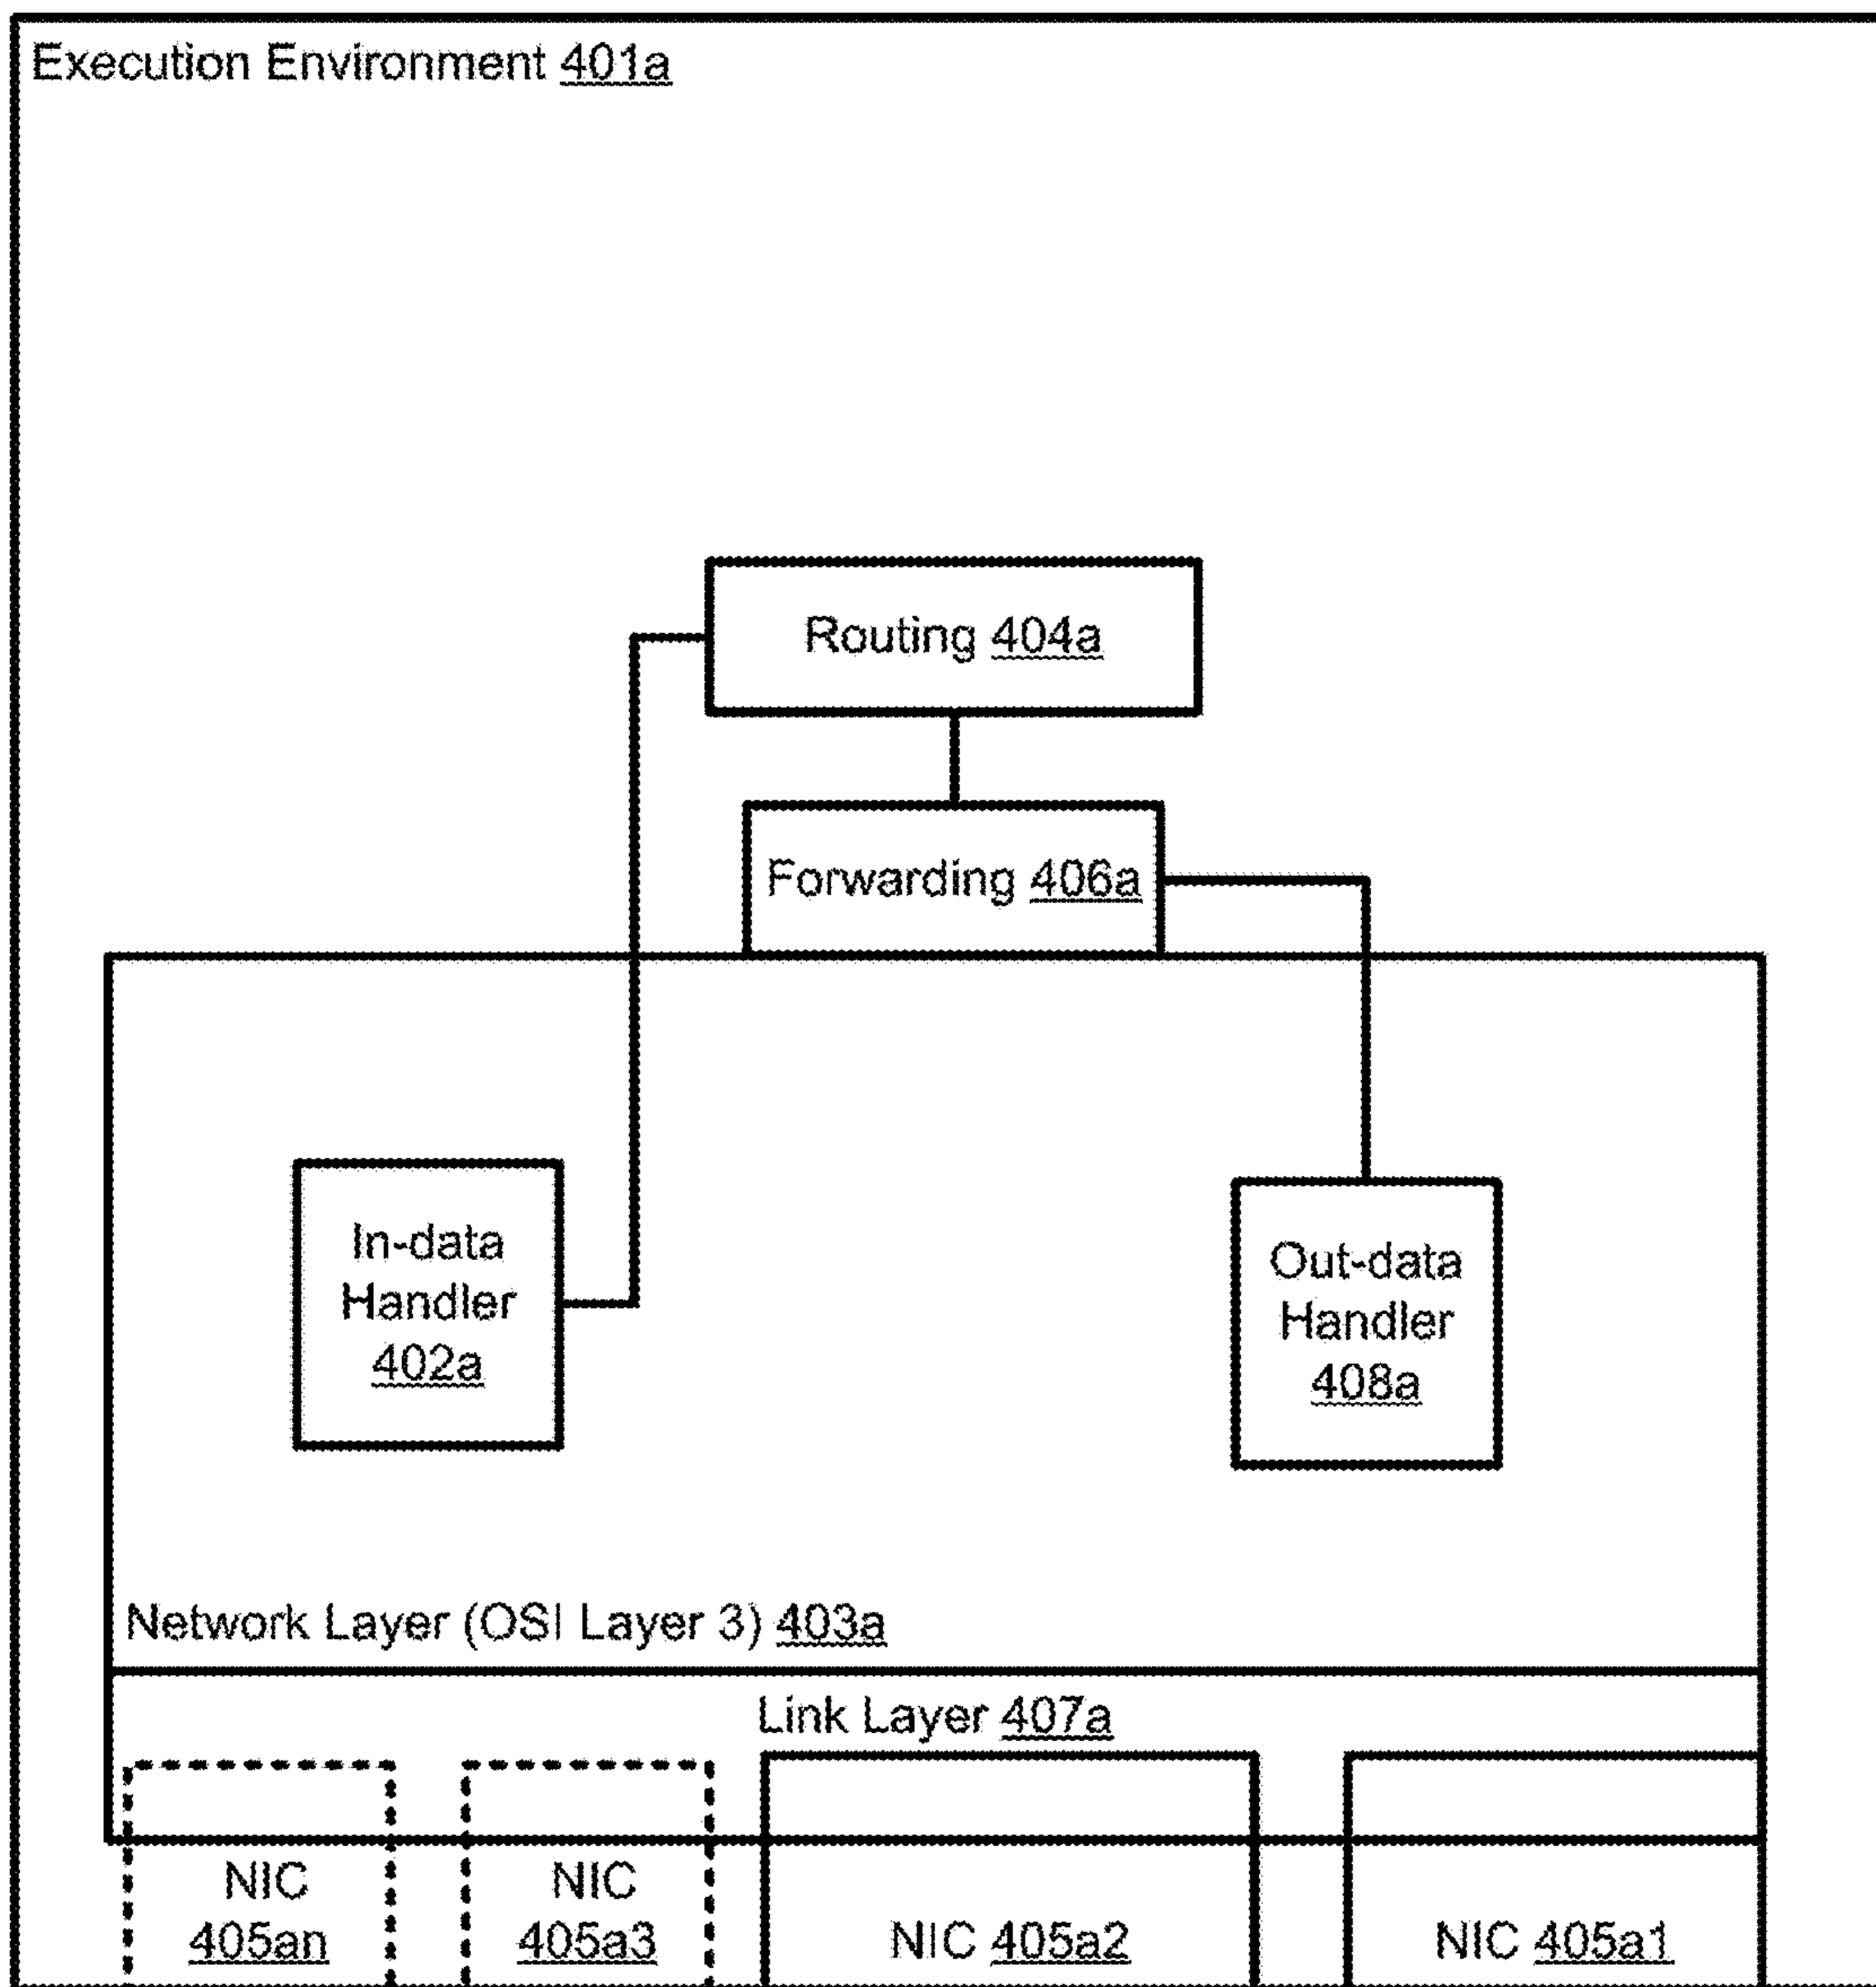 Execution Environment 401a
Routing 404a
Forwarding 406a
In-data
Handler
402a
Out-data
Handler
408a
Network Layer (OSI Layer 3) 403a
Link Layer 407a
NIC
405an
NIC
405a3
NIC 405a2
NIC 405a1